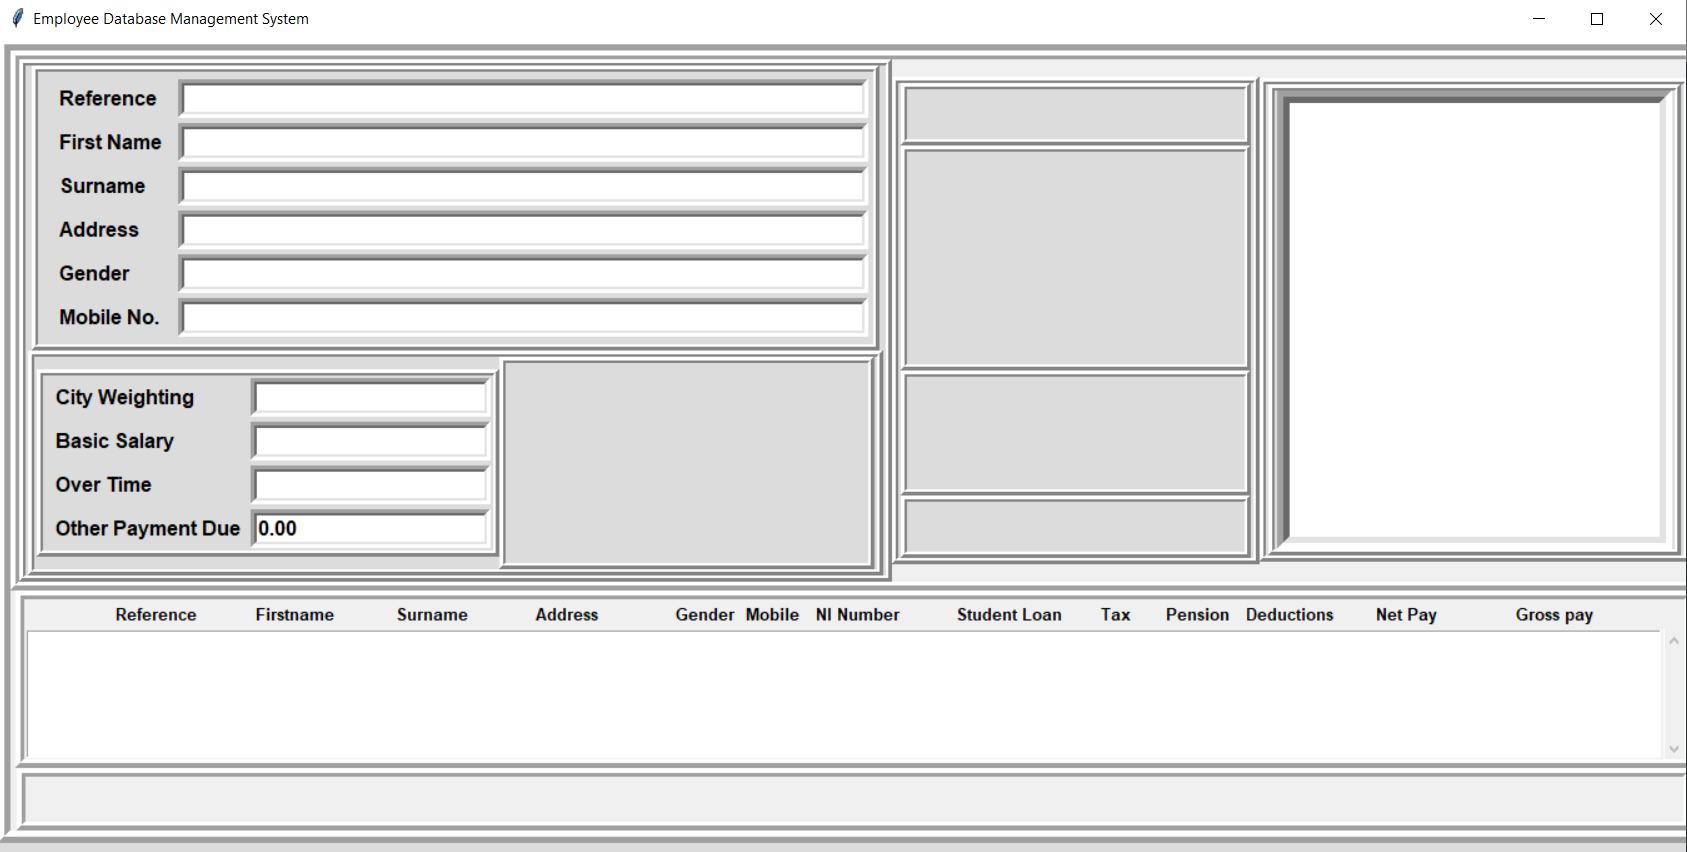 Employee Database Management System
Reference
First Name
Surname
Address
Gender
Mobile No.
City Weighting
Basic Salary
Over Time
Other Payment Due 0.00
Reference Firstname Surname Address Gender Mobile NI Number Student Loan Tax Pension Deductions Net Pay Gross pay